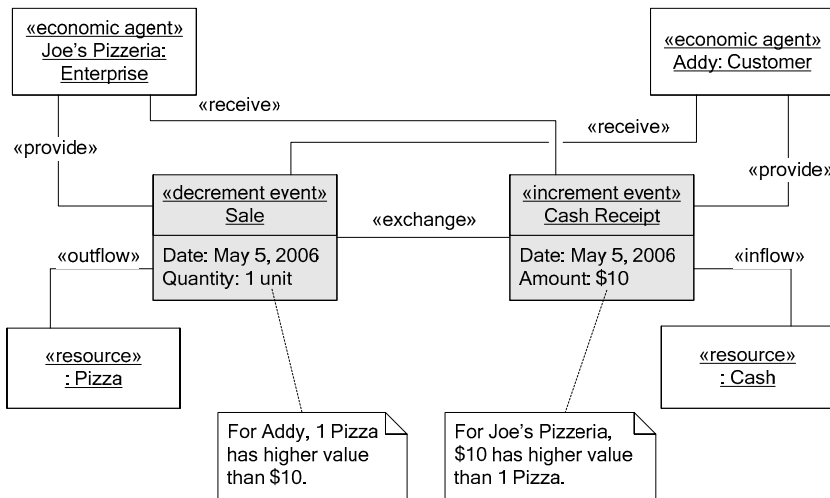 «economic agent»
Joe's Pizzeria:
Enterprise
«economic agent»
Addy: Customer
«receive»
«receive»
«provide»
«provide»
«decrement event»
Sale
Date: May 5, 2006
Quantity: 1 unit
«exchange»
«increment event»
Cash Receipt
Date: May 5, 2006
Amount: $10
«outflow»
«inflow»
«resource»
: Pizza
«resource»
: Cash
For Addy, 1 Pizza
has higher value
than $10.
For Joe's Pizzeria,
$10 has higher value
than 1 Pizza.